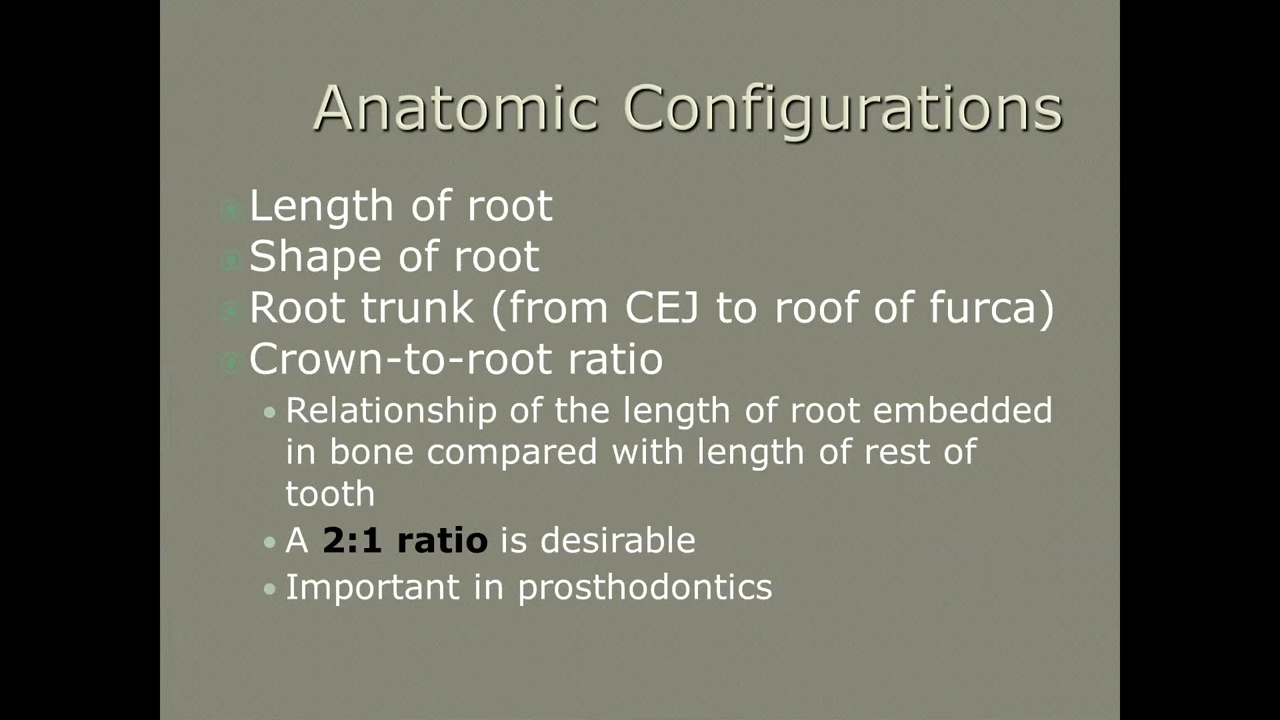 Anatomic Configurations
Length of root
Shape of root
Root trunk (from CEJ to roof of furca)
Crown-to-root ratio
Relationship of the length of root embedded
in bone compared with length of rest of
tooth
A 2:1 ratio is desirable
Important in prosthodontics